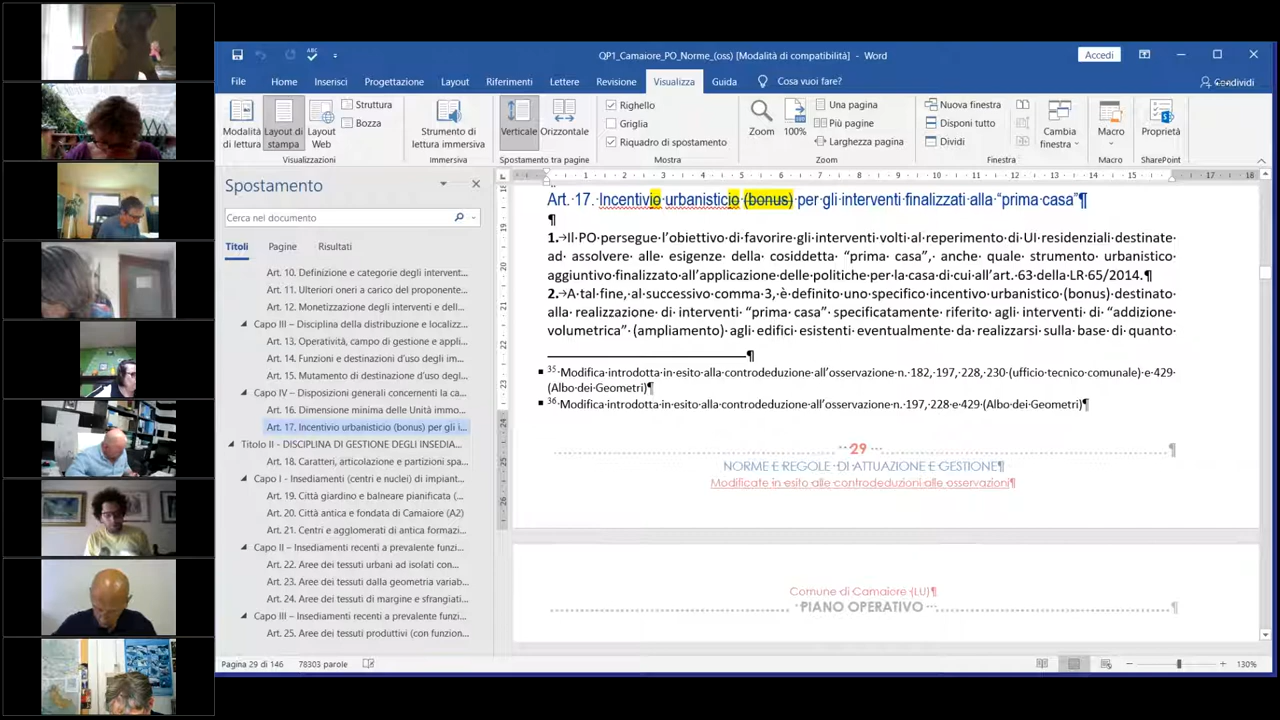 QP1_Camaiore_PO_Norme_(oss) [Modalità di compatibilità] - Word
Accedi
File Home Inserisci Progettazione Layout Riferimenti Lettere Revisione Visualizza Guida Cosa vuoi fare? Condividi
Modalità di lettura
Layout di stampa
Layout Web
Struttura
Bozza
Visualizzazioni
Strumento di lettura immersiva
Immersiva
Verticale
Orizzontale
Spostamento tra pagine
Righello
Griglia
Riquadro di spostamento
Mostra
Zoom
100%
Una pagina
Più pagine
Larghezza pagina
Zoom
Nuova finestra
Disponi tutto
Dividi
Cambia finestra
Finestra
Macro
Macro
Proprietà
SharePoint
Spostamento
Cerca nel documento
Titoli Pagine Risultati
Art. 10. Definizione e categorie degli intervent...
Art. 11. Ulteriori oneri a carico del proponente...
Art. 12. Monetizzazione degli interventi e dell...
Capo III – Disciplina della distribuzione e localizz...
Art. 13. Operatività, campo di gestione e appli...
Art. 14. Funzioni e destinazioni d'uso degli im...
Art. 15. Mutamento di destinazione d'uso degl...
Capo IV – Disposizioni generali concernenti la ca...
Art. 16. Dimensione minima delle Unità immo...
Art. 17. Incentivio urbanisticio (bonus) per gli i...
Titolo II - DISCIPLINA DI GESTIONE DEGLI INSEDIA...
Art. 18. Caratteri, articolazione e partizioni spa...
Capo I - Insediamenti (centri e nuclei) di impiant...
Art. 19. Città giardino e balneare pianificata (...
Art. 20. Città antica e fondata di Camaiore (A2)
Art. 21. Centri e agglomerati di antica formazi...
Capo II – Insediamenti recenti a prevalente funzi...
Art. 22. Aree dei tessuti urbani ad isolati con...
Art. 23. Aree dei tessuti dalla geometria variab...
Art. 24. Aree dei tessuti di margine e sfrangiati...
Capo III – Insediamenti recenti a prevalente funzi...
Art. 25. Aree dei tessuti produttivi (con funzion...
Art. 17. Incentivio urbanisticio (bonus) per gli interventi finalizzati alla "prima casa"¶
¶
1.→Il PO persegue l'obiettivo di favorire gli interventi volti al reperimento di UI residenziali destinate
ad assolvere alle esigenze della cosiddetta "prima casa", anche quale strumento urbanistico
aggiuntivo finalizzato all'applicazione delle politiche per la casa di cui all'art. 63 della LR 65/2014.¶
2.→A tal fine, al successivo comma 3, è definito uno specifico incentivo urbanistico (bonus) destinato
alla realizzazione di interventi "prima casa" specificatamente riferito agli interventi di "addizione
volumetrica" (ampliamento) agli edifici esistenti eventualmente da realizzarsi sulla base di quanto
¶
35 Modifica introdotta in esito alla controdeduzione all'osservazione n. 182, 197, 228, 230 (ufficio tecnico comunale) e 429
(Albo dei Geometri)¶
36 Modifica introdotta in esito alla controdeduzione all'osservazione n. 197, 228 e 429 (Albo dei Geometri)¶
29
NORME E REGOLE DI ATTUAZIONE E GESTIONE¶
Modificate in esito alle controdeduzioni alle osservazioni¶
Comune di Camaiore (LU)¶
PIANO OPERATIVO
Pagina 29 di 146 78303 parole 130%